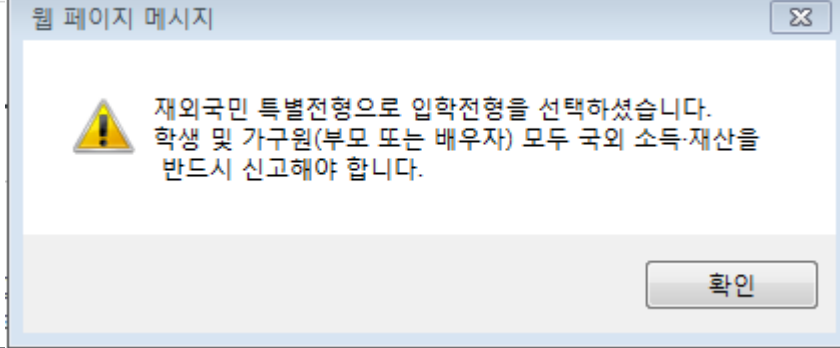 웹 페이지 메시지
재외국민 특별전형으로 입학전형을 선택하셨습니다.
학생 및 가구원(부모 또는 배우자) 모두 국외 소득·재산을
반드시 신고해야 합니다.
확인